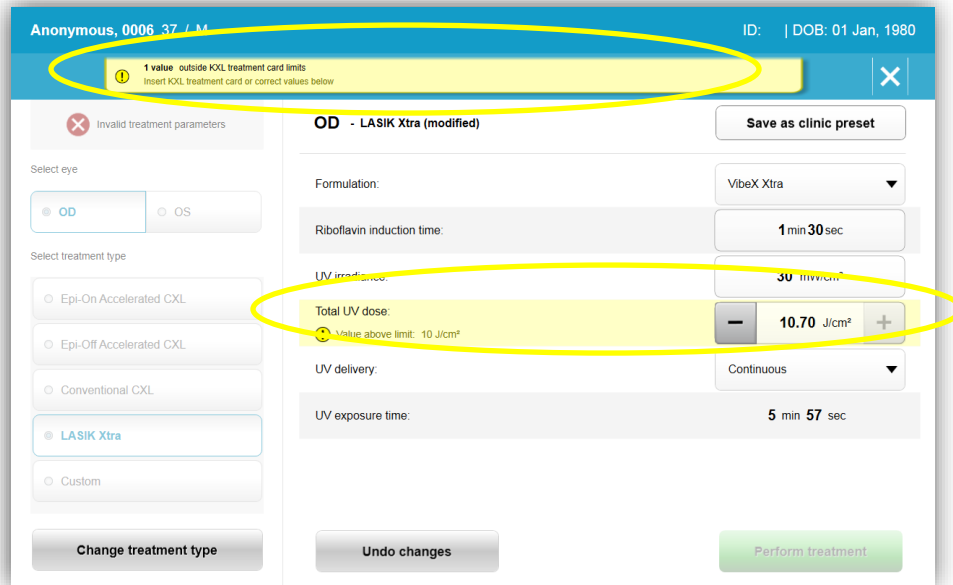 Anonymous, 0006 37 / M
ID: | DOB: 01 Jan, 1980
1 value outside KXL treatment card limits
Insert KXL treatment card or correct values below
Invalid treatment parameters
OD - LASIK Xtra (modified)
Save as clinic preset
Select eye
OD
OS
Select treatment type
Epi-On Accelerated CXL
Epi-Off Accelerated CXL
Conventional CXL
LASIK Xtra
Custom
Change treatment type
Formulation:
VibeX Xtra
Riboflavin induction time:
1 min 30 sec
UV irradiance:
30 mW/cm²
Total UV dose:
Value above limit: 10 J/cm²
10.70 J/cm²
UV delivery:
Continuous
UV exposure time:
5 min 57 sec
Undo changes
Perform treatment